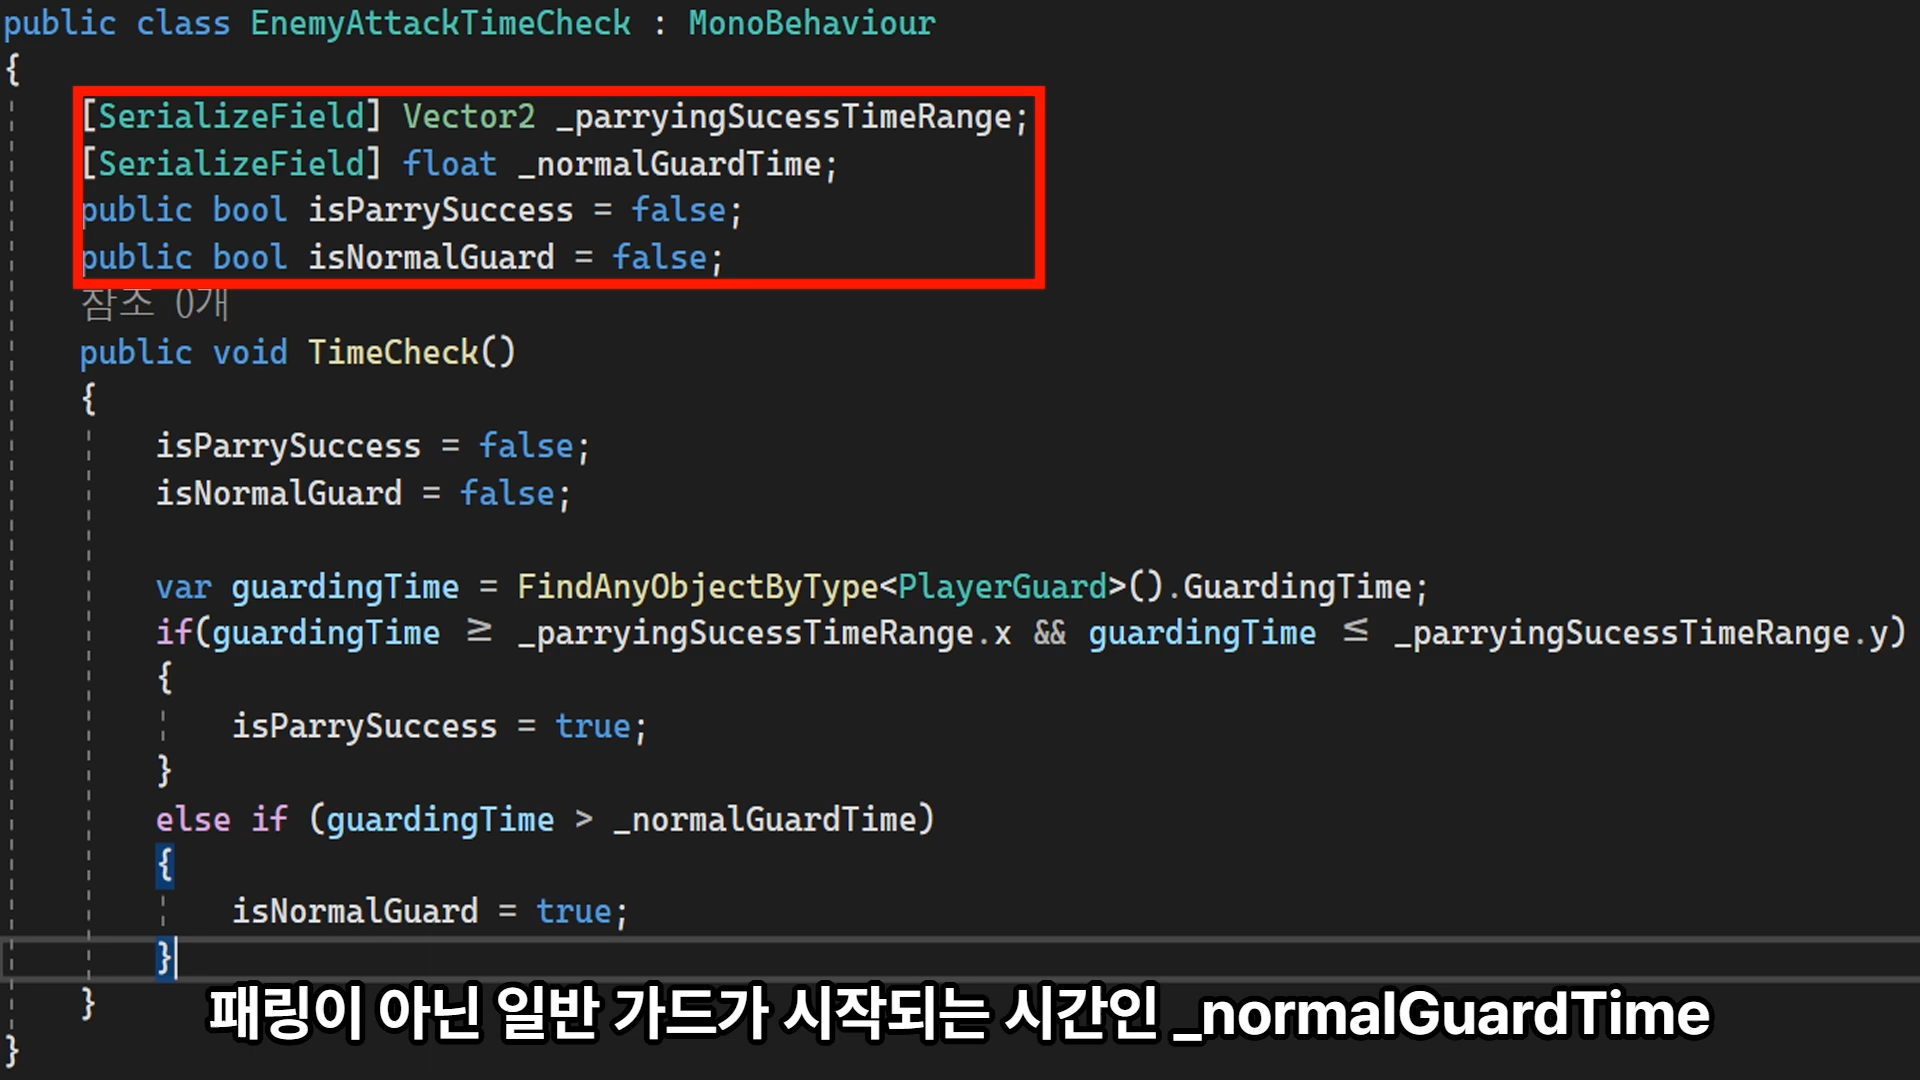 public class EnemyAttackTimeCheck : MonoBehaviour
{
[SerializeField] Vector2 _parryingSucessTimeRange;
[SerializeField] float _normalGuardTime;
public bool isParrySuccess = false;
public bool isNormalGuard = false;
참조 0개
public void TimeCheck()
{
isParrySuccess = false;
isNormalGuard = false;
var guardingTime = FindAnyObjectByType<PlayerGuard>().GuardingTime;
if(guardingTime ≥ _parryingSucessTimeRange.x && guardingTime ≤ _parryingSucessTimeRange.y)
{
isParrySuccess = true;
}
else if (guardingTime > _normalGuardTime)
{
isNormalGuard = true;
}
}
패링이 아닌 일반 가드가 시작되는 시간인 _normalGuardTime
}